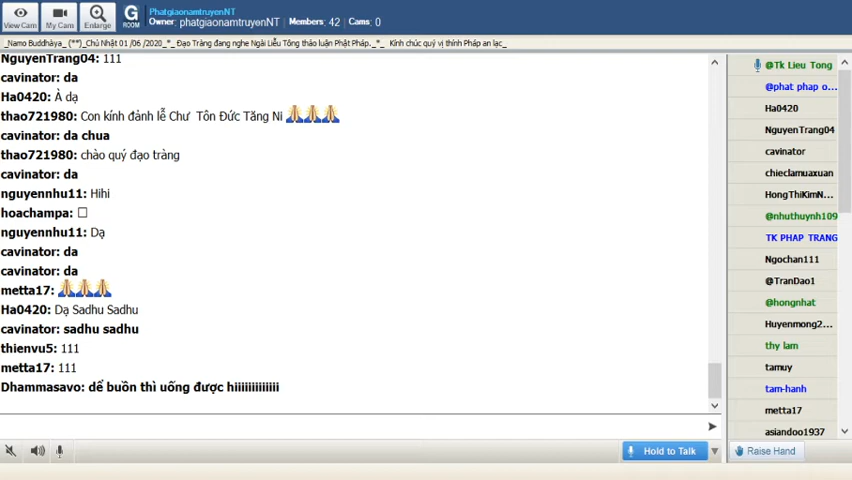 PhatgiaonamtruyenNT
Owner: phatgiaonamtruyenNT Members: 42 Cams: 0
View Cam My Cam Enlarge G ROOM
_Namo Buddhàya_ (**)_Chủ Nhật 01 /06 /2020_*_ Đạo Tràng đang nghe Ngài Liễu Tông thảo luận Phật Pháp._*_ Kính chúc quý vị thính Pháp an lạc_
NguyenTrang04: 111
cavinator: da
Ha0420: À dạ
thao721980: Con kính đảnh lễ Chư Tôn Đức Tăng Ni 🙏🙏🙏
cavinator: da chua
thao721980: chào quý đạo tràng
cavinator: da
nguyennhu11: Hihi
hoachampa: □
nguyennhu11: Dạ
cavinator: da
cavinator: da
metta17: 🙏🙏🙏
Ha0420: Dạ Sadhu Sadhu
cavinator: sadhu sadhu
thienvu5: 111
metta17: 111
Dhammasavo: dể buồn thì uống được hiiiiiiiiiiiii
@Tk Lieu Tong
@phat phap o...
Ha0420
NguyenTrang04
cavinator
chieclamuaxuan
HongThiKimN...
@nhuthuynh109
TK PHAP TRANG
Ngochan111
@TranDao1
@hongnhat
Huyenmong2...
thy lam
tamuy
tam-hanh
metta17
asiandoo1937
Hold to Talk
Raise Hand